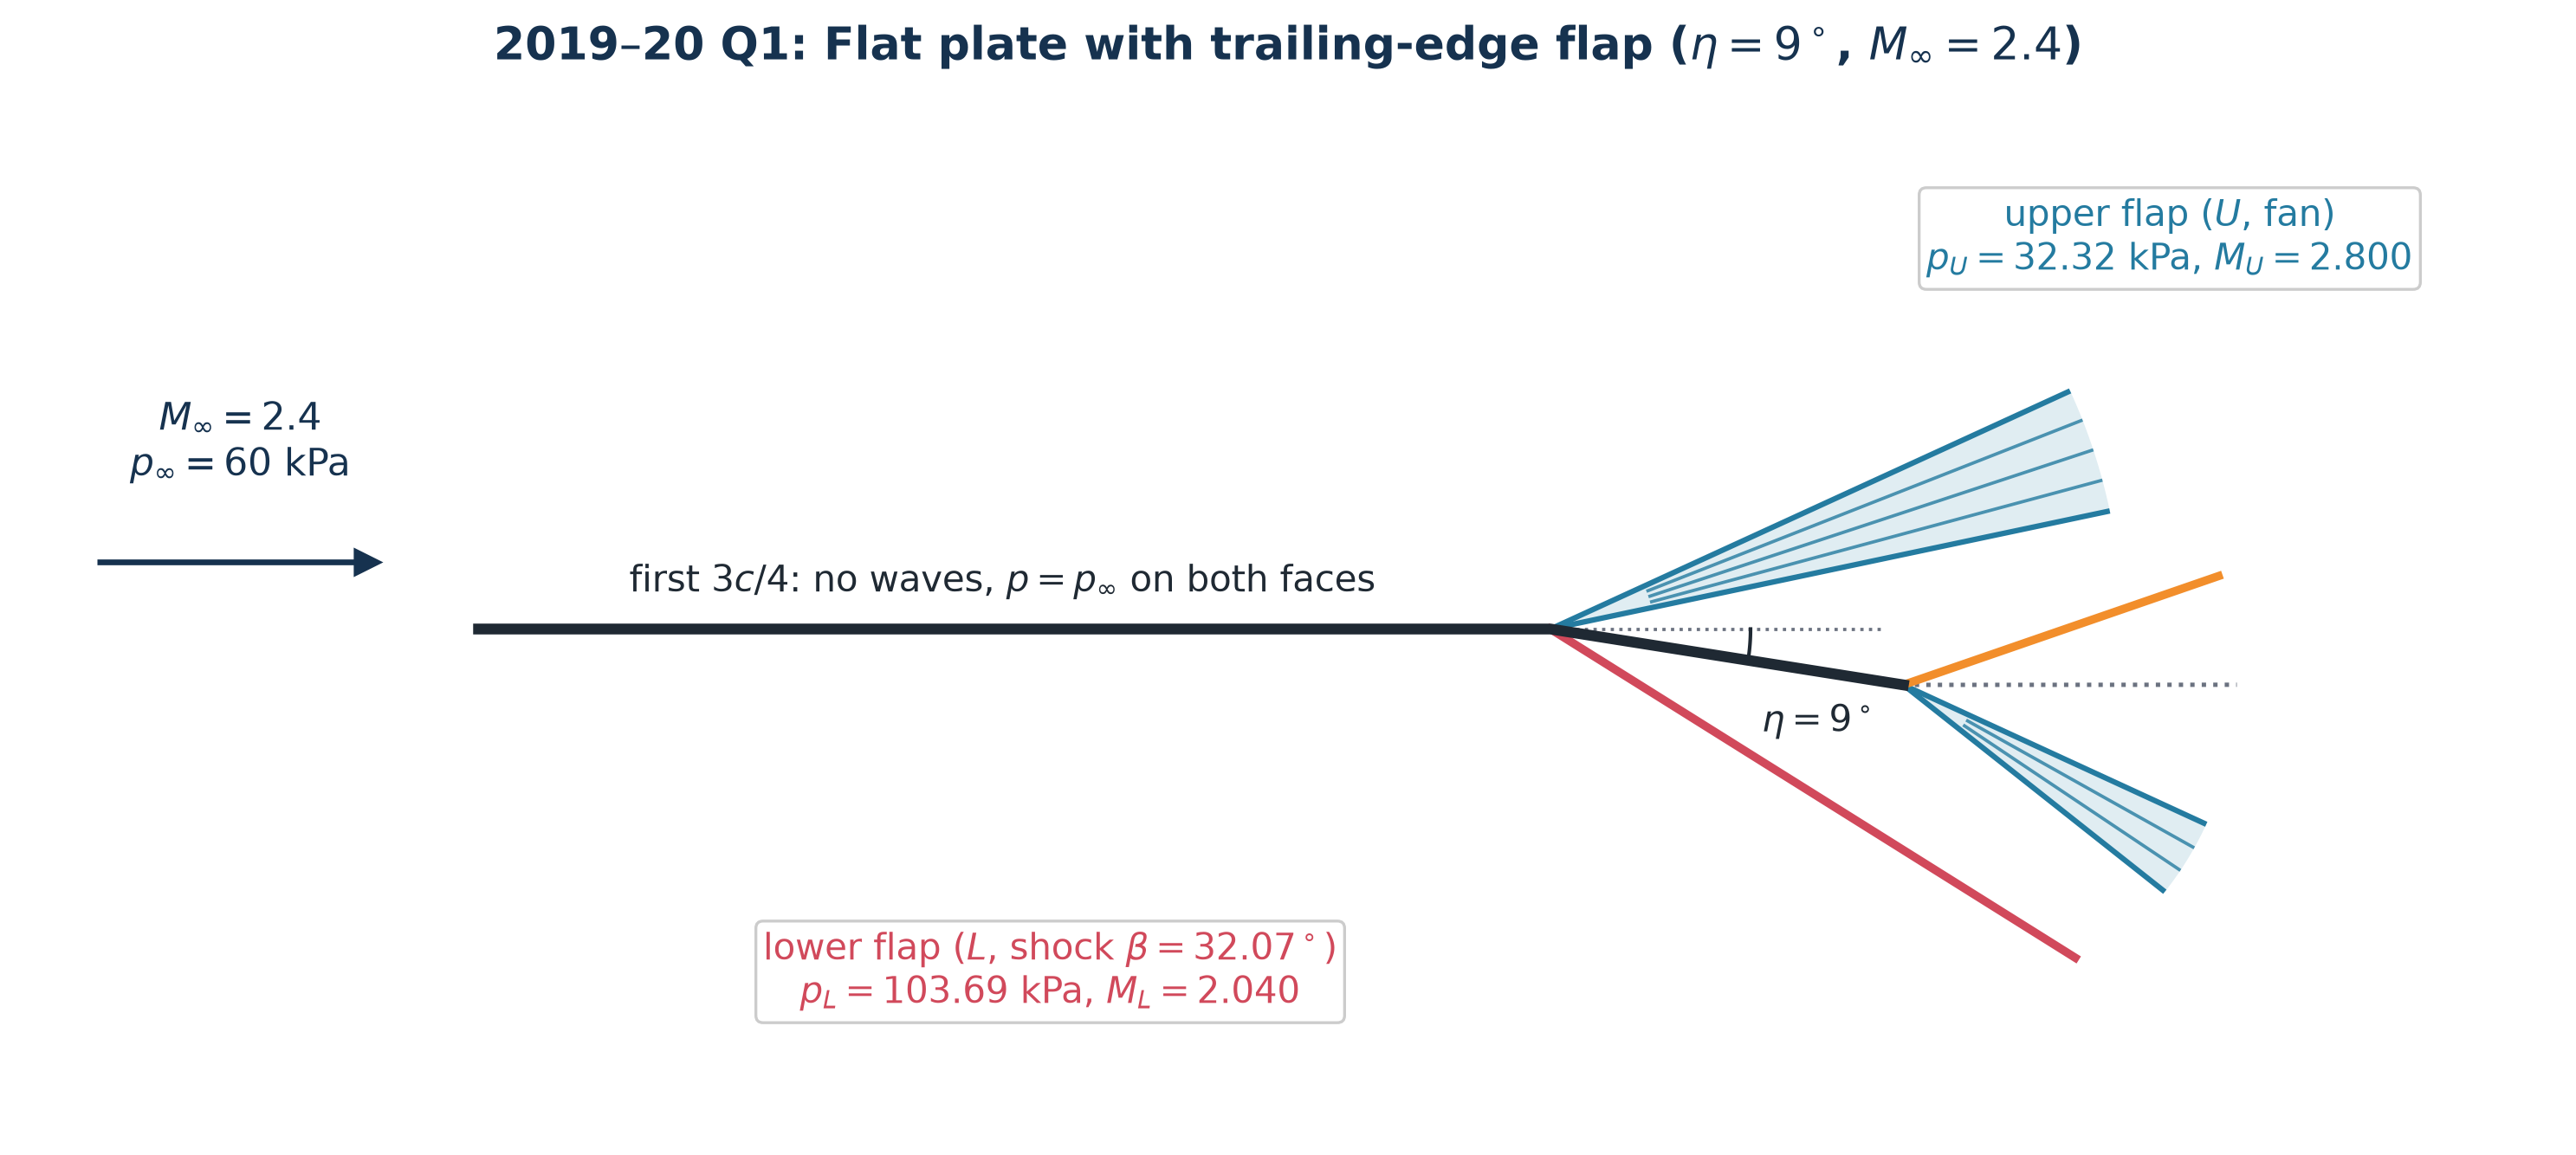 2019–20 Q1: Flat plate with trailing-edge flap (η = 9°, M∞ = 2.4)
upper flap (U, fan)
pU = 32.32 kPa, MU = 2.800
M∞ = 2.4
p∞ = 60 kPa
first 3c/4: no waves, p = p∞ on both faces
η = 9°
lower flap (L, shock β = 32.07°)
pL = 103.69 kPa, ML = 2.040